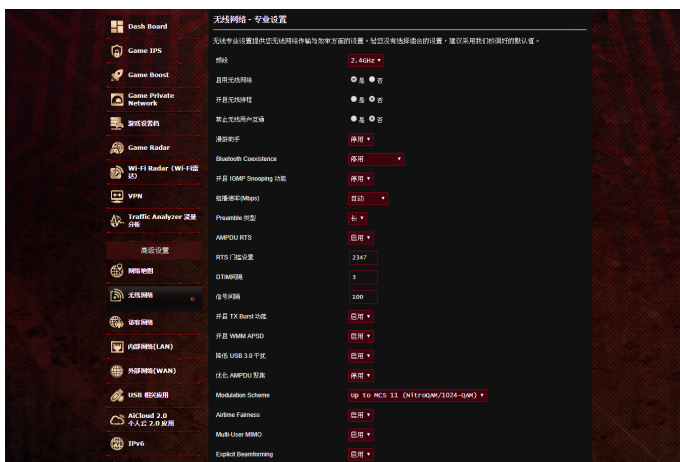 Dash Board
Game IPS
Game Boost
Game Private
Network
游戏设置档
Game Radar
Wi-Fi Radar (Wi-Fi雷
达)
VPN
Traffic Analyzer 流量
分析
高级设置
网络地图
无线网络
访客网络
内部网络(LAN)
外部网络(WAN)
USB 相关应用
AiCloud 2.0
个人云 2.0 应用
IPv6
无线网络 - 专业设置
无线专业设置提供您无线网络传输与效率方面的设置。若您没有选择适合的设置，建议采用我们校调好的默认值。
频段 2.4GHz
启用无线网络 是 否
开启无线排程 是 否
禁止无线用户互通 是 否
漫游助手 停用
Bluetooth Coexistence 停用
开启 IGMP Snooping 功能 停用
组播速率(Mbps) 自动
Preamble 类型 长
AMPDU RTS 启用
RTS 门槛设置 2347
DTIM间隔 3
信号间隔 100
开启 TX Burst 功能 启用
开启 WMM APSD 启用
降低 USB 3.0 干扰 启用
优化 AMPDU 聚集 停用
Modulation Scheme Up to MCS 11 (NitroQAM/1024-QAM)
Airtime Fairness 启用
Multi-User MIMO 启用
Explicit Beamforming 启用